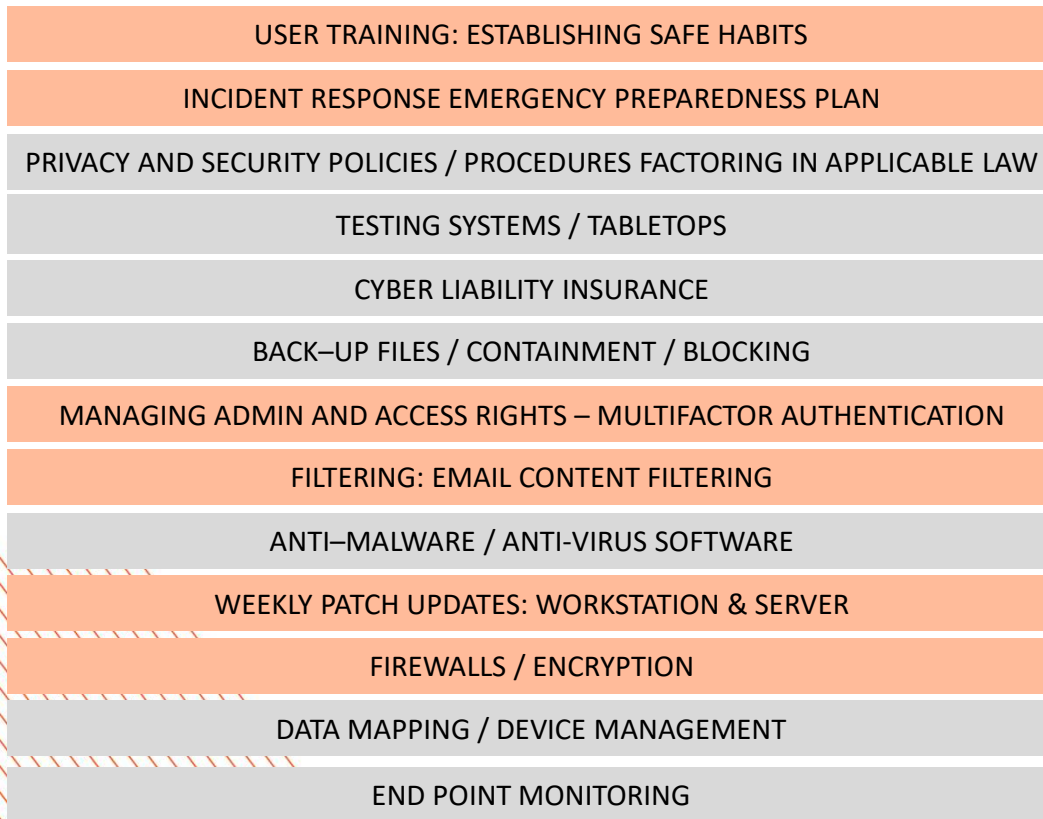 USER TRAINING: ESTABLISHING SAFE HABITS
INCIDENT RESPONSE EMERGENCY PREPAREDNESS PLAN
PRIVACY AND SECURITY POLICIES / PROCEDURES FACTORING IN APPLICABLE LAW
TESTING SYSTEMS / TABLETOPS
CYBER LIABILITY INSURANCE
BACK–UP FILES / CONTAINMENT / BLOCKING
MANAGING ADMIN AND ACCESS RIGHTS – MULTIFACTOR AUTHENTICATION
FILTERING: EMAIL CONTENT FILTERING
ANTI–MALWARE / ANTI-VIRUS SOFTWARE
WEEKLY PATCH UPDATES: WORKSTATION & SERVER
FIREWALLS / ENCRYPTION
DATA MAPPING / DEVICE MANAGEMENT
END POINT MONITORING